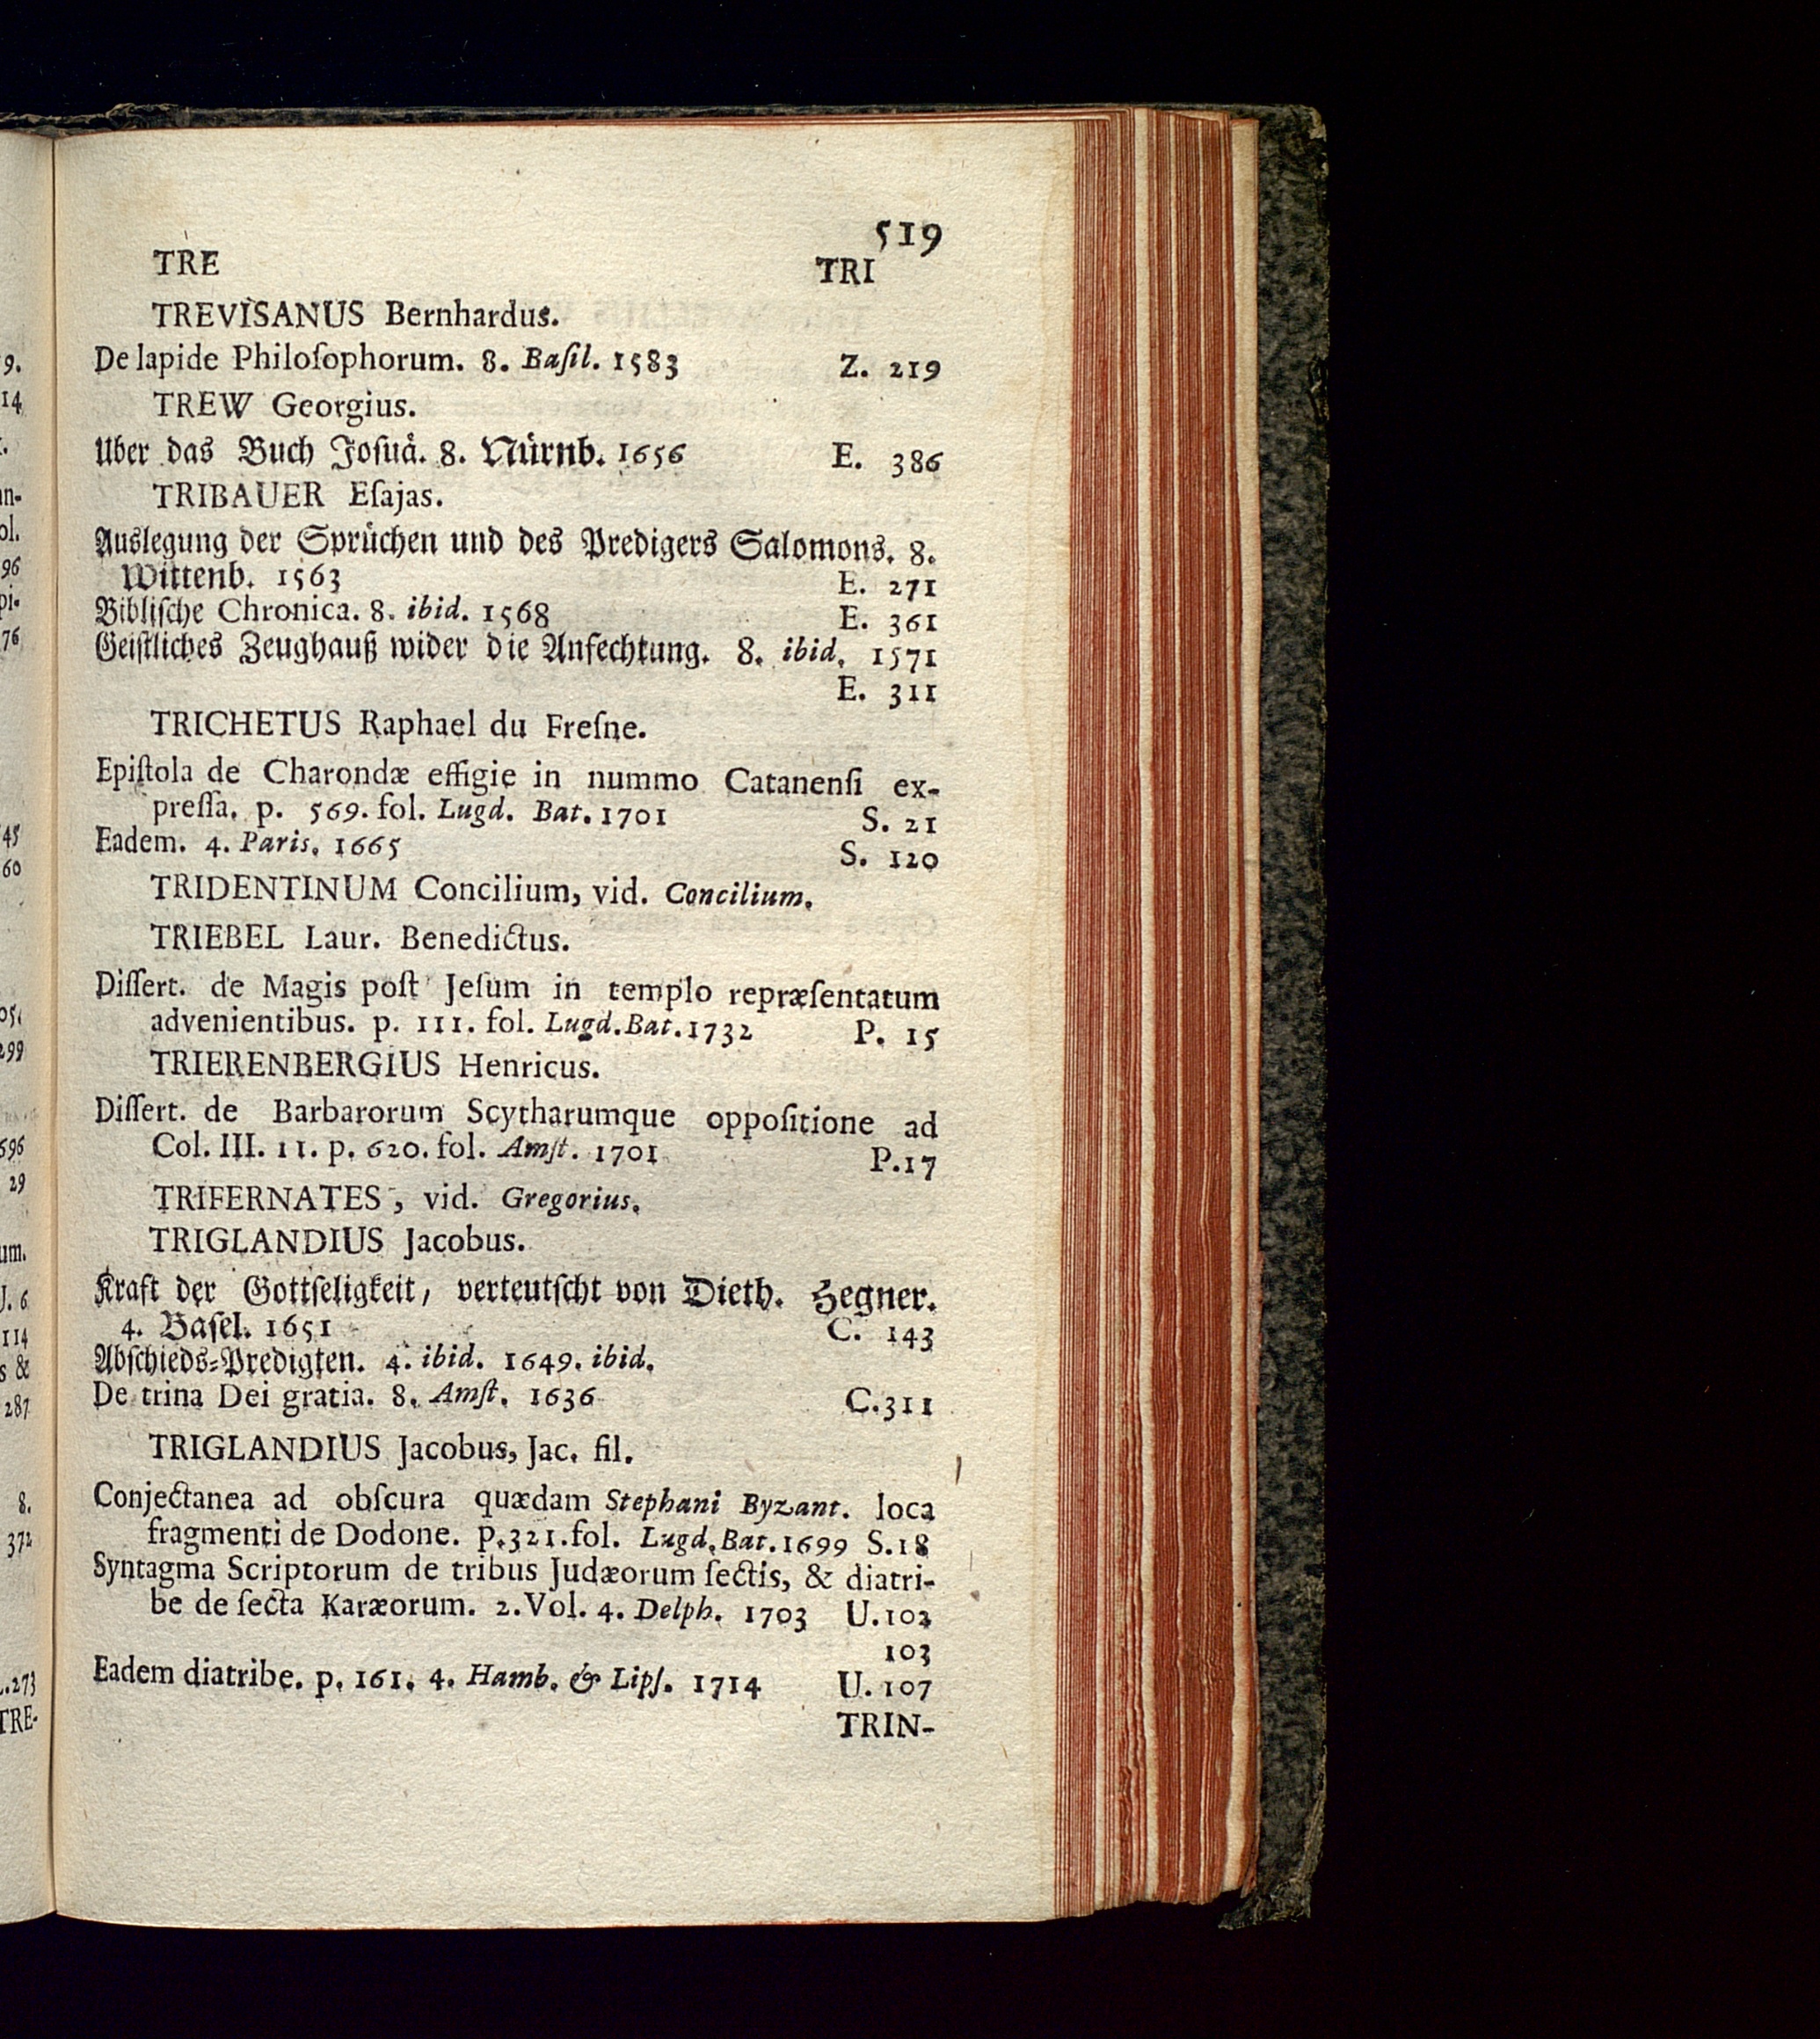 519
TRE TRI
TREVISANUS Bernhardus.
De lapide Philoſophorum. 8. Baſil. 1583 Z. 219
TREW Georgius.
Uber das Buch Joſuå. 8. Nürnb. 1656 E. 386
TRIBAUER Eſajas.
Auslegung der Sprüchen und des Predigers Salomons. 8.
Wittenb. 1563 E. 271
Bibliſche Chronica. 8. ibid. 1568 E. 361
Geiſtliches Zeughauß wider die Anfechtung. 8. ibid. 1571
E. 311
TRICHETUS Raphael du Freſne.
Epiſtola de Charondæ effigie in nummo Catanenſi ex-
preſſa. p. 569. fol. Lugd. Bat. 1701 S. 21
Eadem. 4. Paris. 1665 S. 120
TRIDENTINUM Concilium, vid. Concilium.
TRIEBEL Laur. Benedictus.
Diſſert. de Magis poſt Jeſum in templo repræſentatum
advenientibus. p. 111. fol. Lugd.Bat.1732 P. 15
TRIERENBERGIUS Henricus.
Diſſert. de Barbarorum Scytharumque oppoſitione ad
Col. III. 11. p. 620. fol. Amſt. 1701 P.17
TRIFERNATES, vid. Gregorius.
TRIGLANDIUS Jacobus.
Kraft der Gottſeligkeit, verteutſcht von Dieth. Hegner.
4. Baſel. 1651 C. 143
Abſchieds-Predigten. 4. ibid. 1649. ibid.
De trina Dei gratia. 8. Amſt. 1636 C.311
TRIGLANDIUS Jacobus, Jac. fil.
Conjectanea ad obſcura quædam Stephani Byzant. loca
fragmenti de Dodone. p.321.fol. Lugd.Bat.1699 S.18
Syntagma Scriptorum de tribus Judæorum ſectis, & diatri-
be de ſecta Karæorum. 2.Vol. 4. Delph. 1703 U.102
103
Eadem diatribe. p. 161. 4. Hamb. & Lipſ. 1714 U. 107
TRIN-